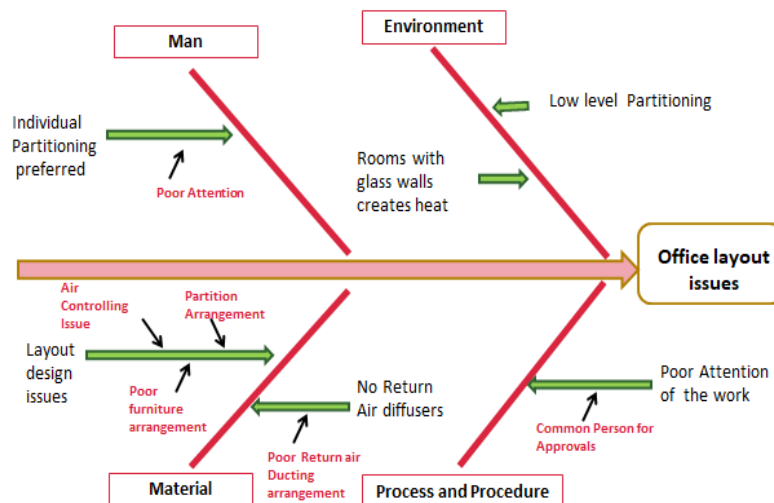 Man
Environment
Individual
Partitioning
preferred
Poor Attention
Low level Partitioning
Rooms with
glass walls
creates heat
Office layout
issues
Air
Controlling
Issue
Partition
Arrangement
Layout
design
issues
Poor
furniture
arrangement
No Return
Air diffusers
Poor Return air
Ducting
arrangement
Poor Attention
of the work
Common Person for
Approvals
Material
Process and Procedure